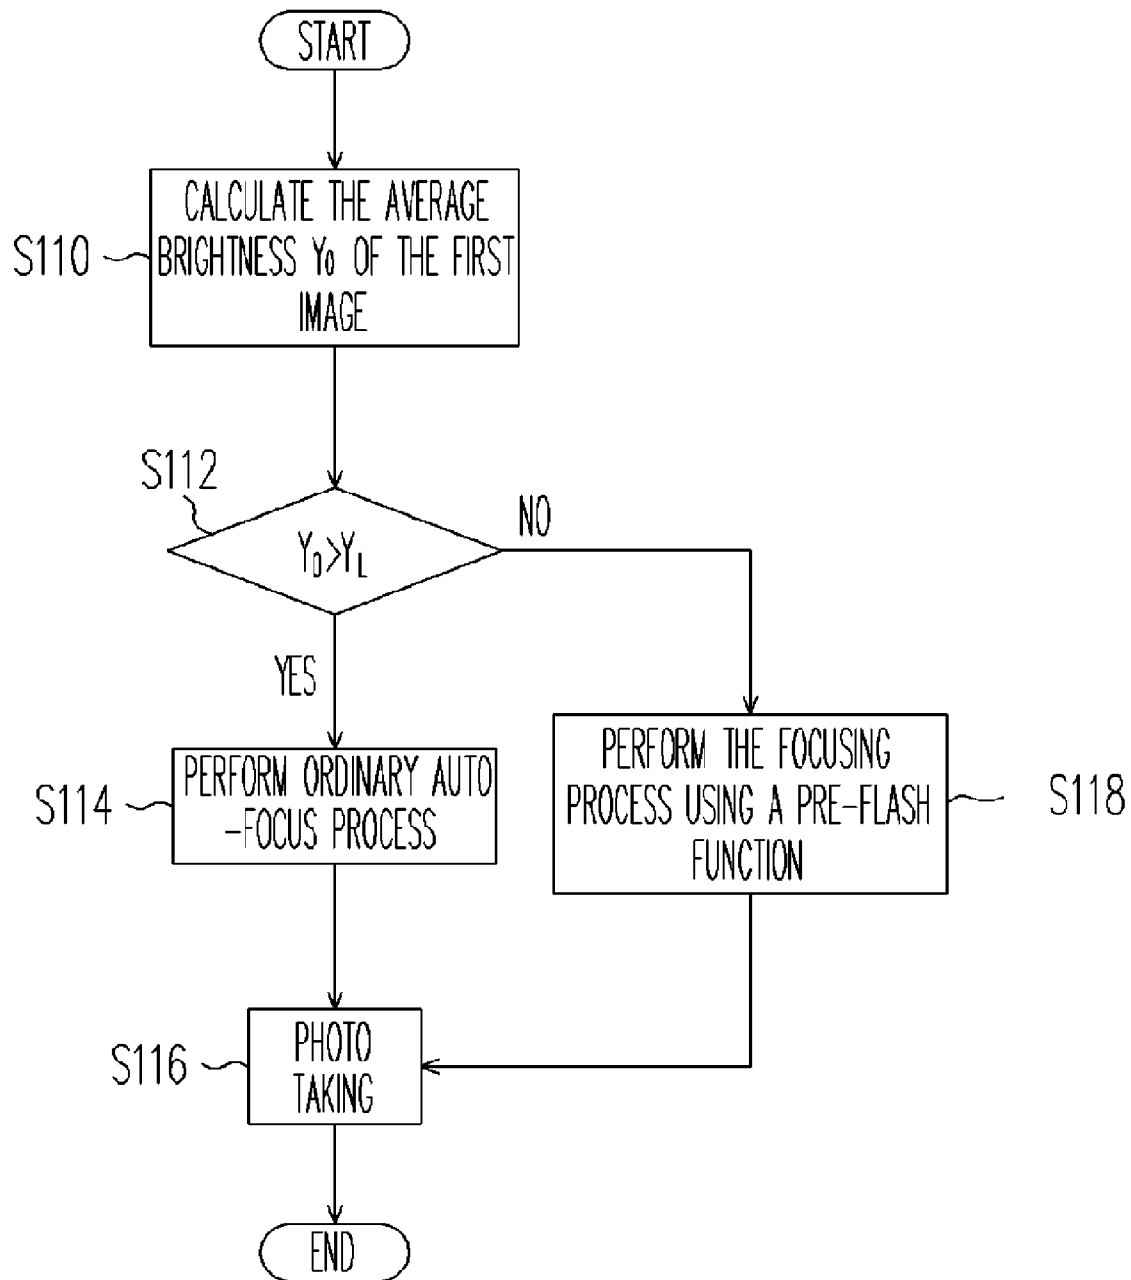 START
CALCULATE THE AVERAGE
BRIGHTNESS Y₀ OF THE FIRST
IMAGE
S110
S112
Y₀>Y_L
NO
YES
PERFORM ORDINARY AUTO
-FOCUS PROCESS
S114
PERFORM THE FOCUSING
PROCESS USING A PRE-FLASH
FUNCTION
S118
PHOTO
TAKING
S116
END